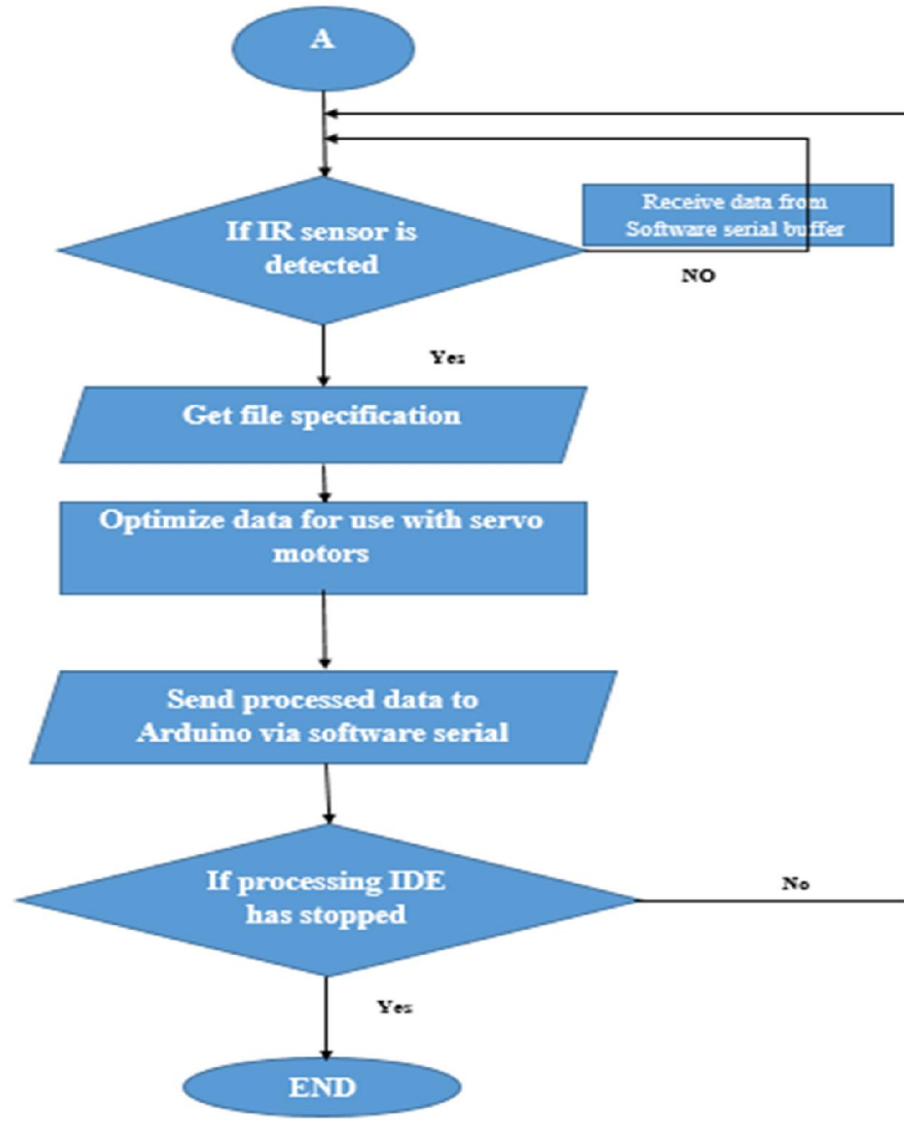 A
If IR sensor is
detected
Receive data from
Software serial buffer
NO
Yes
Get file specification
Optimize data for use with servo
motors
Send processed data to
Arduino via software serial
If processing IDE
has stopped
No
Yes
END